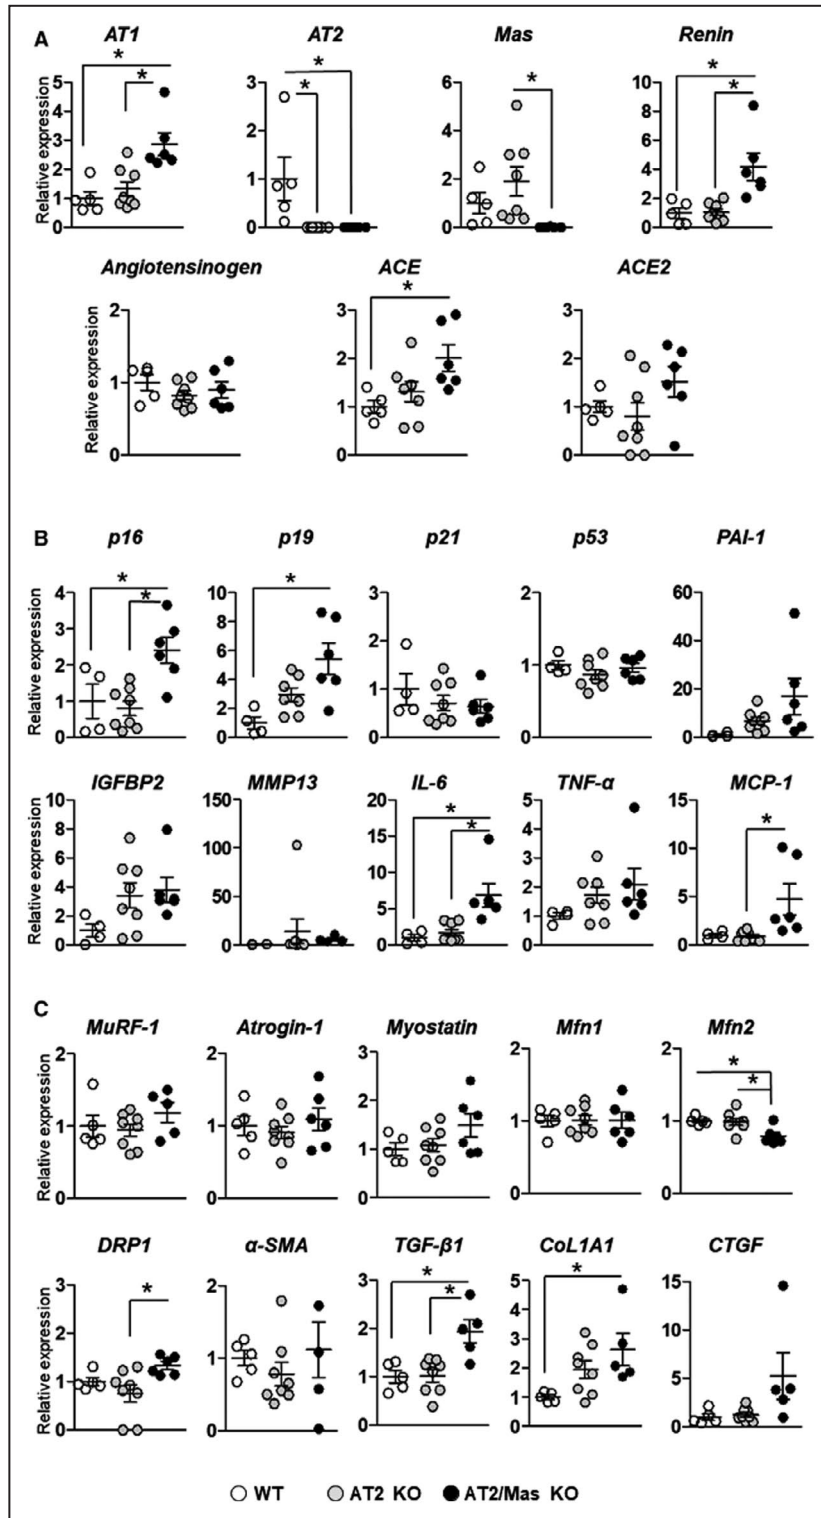 A
AT1 AT2 Mas Renin
* * * * * * *
Relative expression
5 4 3 2 1 0
3 2 1 0
6 4 2 0
10 8 6 4 2 0
Angiotensinogen ACE ACE2
*
Relative expression
2 1 0
3 2 1 0
3 2 1 0
B
p16 p19 p21 p53 PAI-1
* * *
Relative expression
4 3 2 1 0
10 8 6 4 2 0
3 2 1 0
2 1 0
60 40 20 0
IGFBP2 MMP13 IL-6 TNF-α MCP-1
* * *
Relative expression
10 8 6 4 2 0
150 100 50 0
20 15 10 5 0
5 4 3 2 1 0
15 10 5 0
C
MuRF-1 Atrogin-1 Myostatin Mfn1 Mfn2
* *
Relative expression
2 1 0
2 1 0
3 2 1 0
2 1 0
2 1 0
DRP1 α-SMA TGF-β1 CoL1A1 CTGF
* * * *
Relative expression
3 2 1 0
2 1 0
3 2 1 0
5 4 3 2 1 0
15 10 5 0
WT AT2 KO AT2/Mas KO